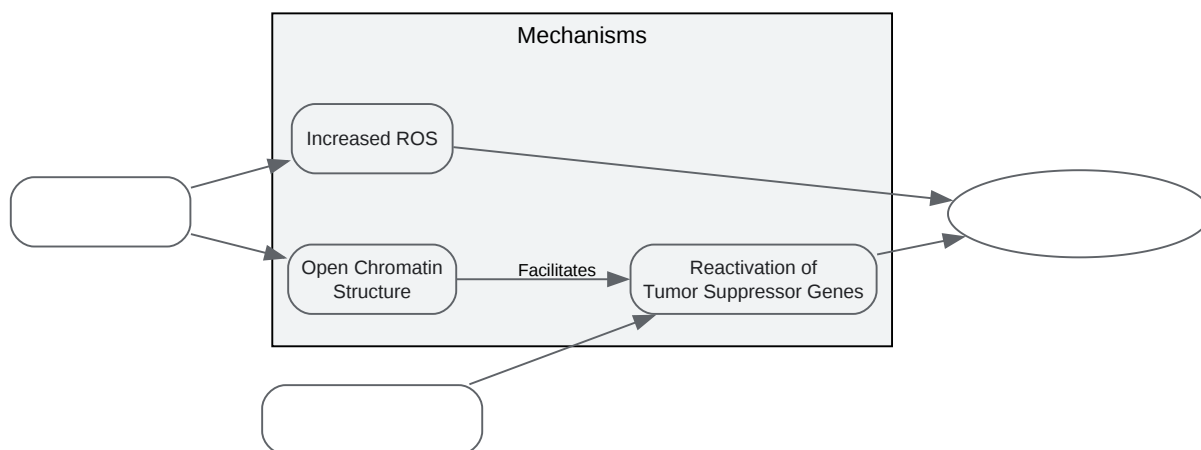 Mechanisms
Increased ROS
Open Chromatin
Structure
Facilitates
Reactivation of
Tumor Suppressor Genes